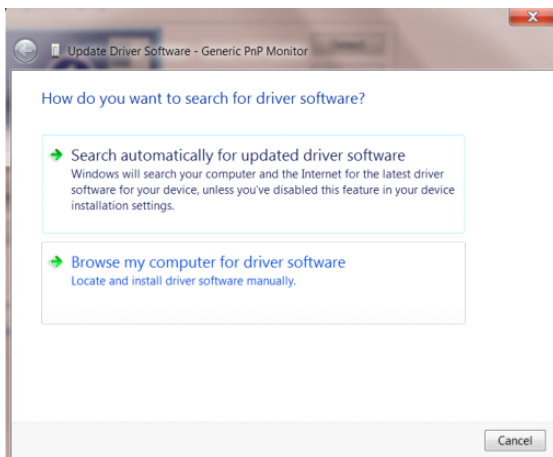 Update Driver Software - Generic PnP Monitor
How do you want to search for driver software?
Search automatically for updated driver software
Windows will search your computer and the Internet for the latest driver
software for your device, unless you've disabled this feature in your device
installation settings.
Browse my computer for driver software
Locate and install driver software manually.
Cancel